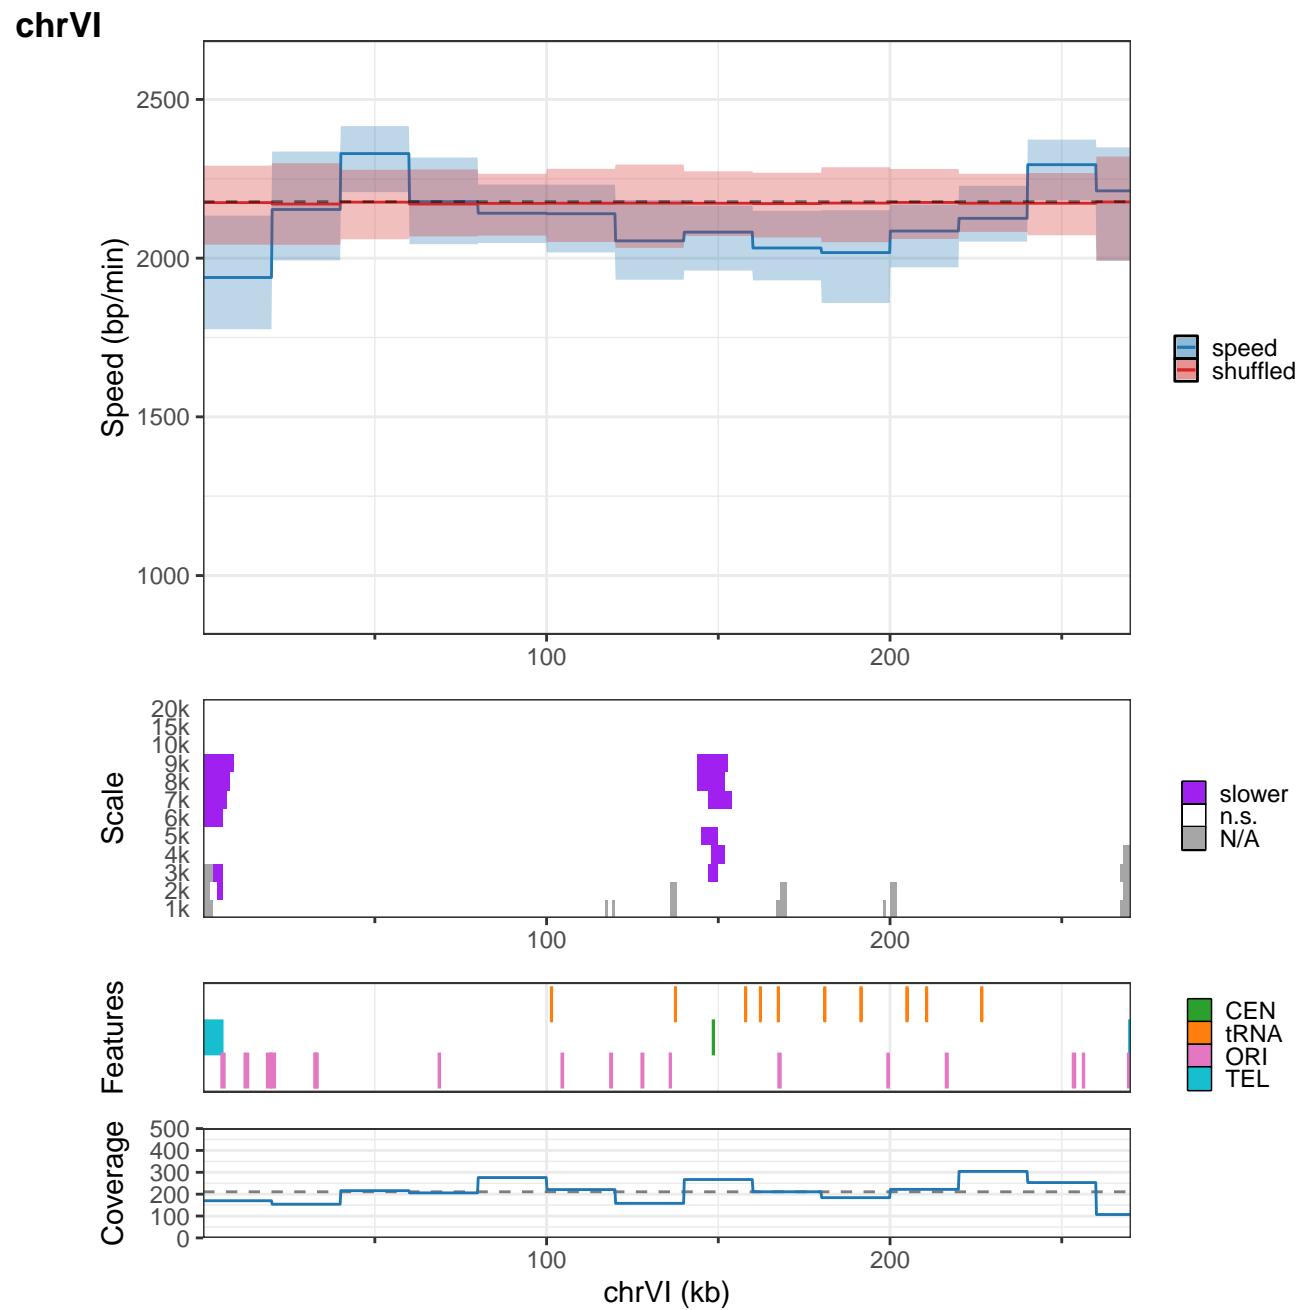 chrVI
2500
2000
1500
1000
Speed (bp/min)
100
200
speed
shuffled
20k
15k
10k
9k
8k
7k
6k
5k
4k
3k
2k
1k
Scale
100
200
slower
n.s.
N/A
Features
CEN
tRNA
ORI
TEL
500
400
300
200
100
0
Coverage
100
200
chrVI (kb)